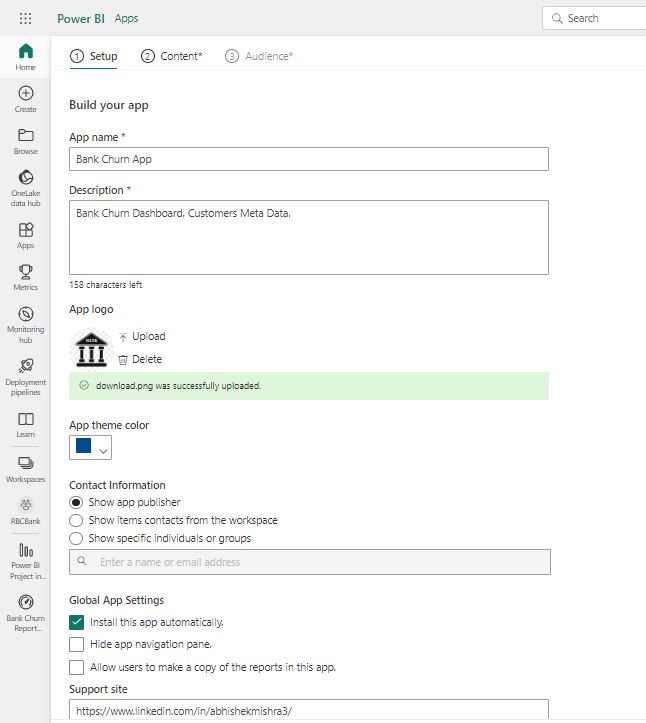 Power BI Apps
Search
Home
Create
Browse
OneLake
data hub
Apps
Metrics
Monitoring
hub
Deployment
pipelines
Learn
Workspaces
RBCBank
Power BI
Project in...
Bank Churn
Report...
1 Setup 2 Content* 3 Audience*
Build your app
App name *
Bank Churn App
Description *
Bank Churn Dashboard. Customers Meta Data.
158 characters left
App logo
BANK
Upload
Delete
download.png was successfully uploaded.
App theme color
Contact Information
Show app publisher
Show items contacts from the workspace
Show specific individuals or groups
Enter a name or email address
Global App Settings
Install this app automatically.
Hide app navigation pane.
Allow users to make a copy of the reports in this app.
Support site
https://www.linkedin.com/in/abhishekmishra3/